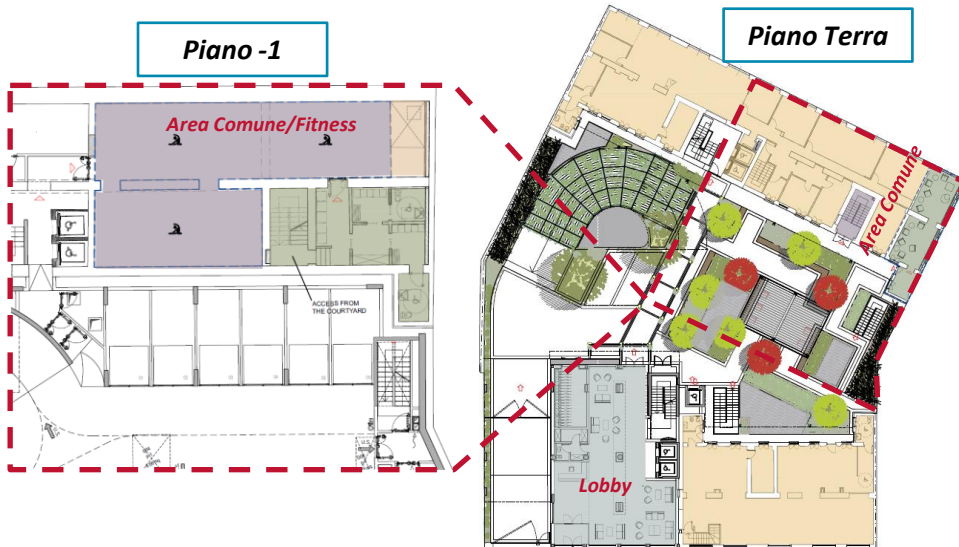 Piano -1
Piano Terra
Area Comune/Fitness
Area Comune
ACCESS FROM
THE COURTYARD
Lobby